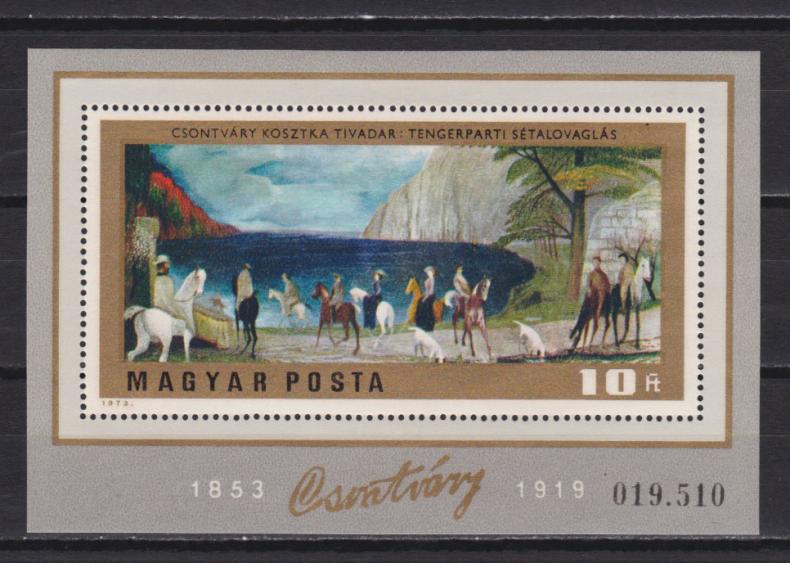 CSONTVÁRY KOSZTKA TIVADAR: TENGERPARTI SÉTALOVAGLÁS
MAGYAR POSTA 10 Ft
1973.
1853 Csontváry 1919 019.510